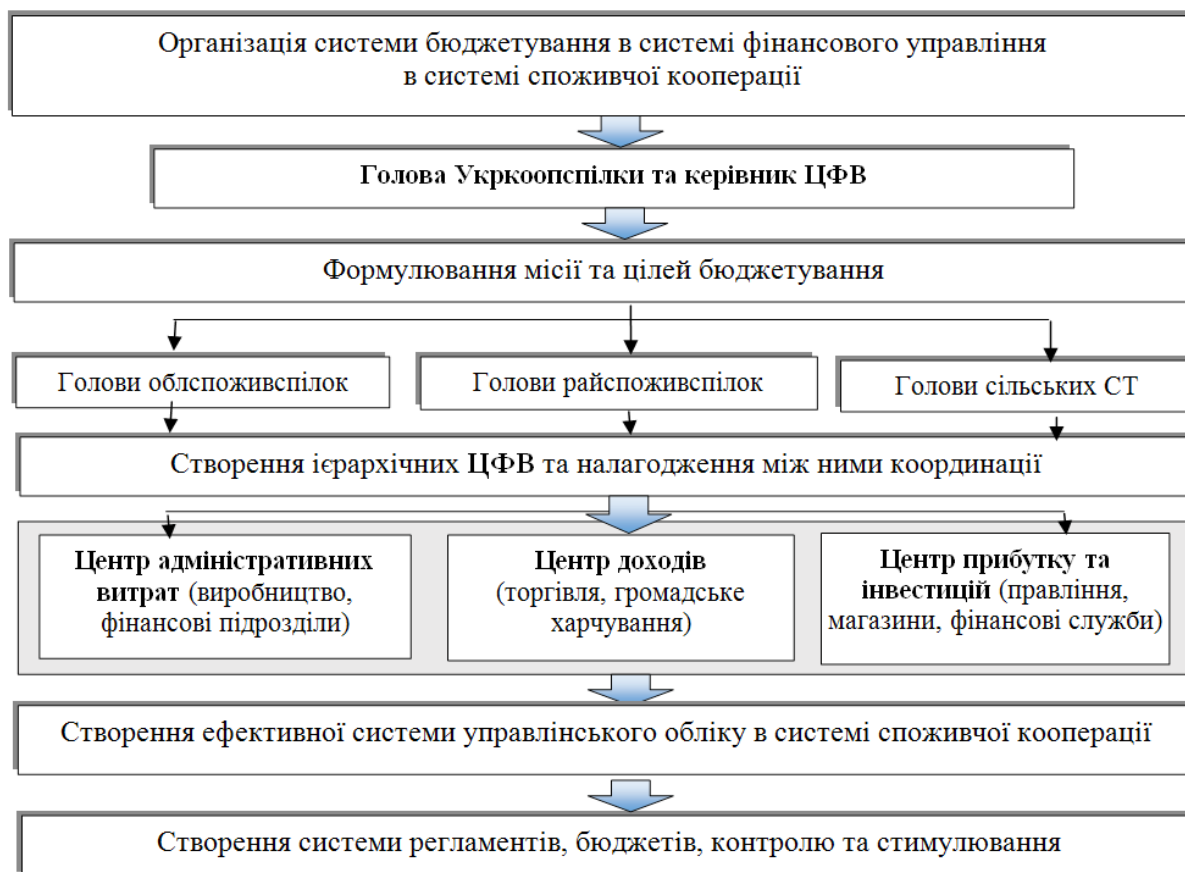 Організація системи бюджетування в системі фінансового управління
в системі споживчої кооперації
Голова Укркоопспілки та керівник ЦФВ
Формулювання місії та цілей бюджетування
Голови облспоживспілок
Голови райспоживспілок
Голови сільських СТ
Створення ієрархічних ЦФВ та налагодження між ними координації
Центр адміністративних
витрат (виробництво,
фінансові підрозділи)
Центр доходів
(торгівля, громадське
харчування)
Центр прибутку та
інвестицій (правління,
магазини, фінансові служби)
Створення ефективної системи управлінського обліку в системі споживчої кооперації
Створення системи регламентів, бюджетів, контролю та стимулювання